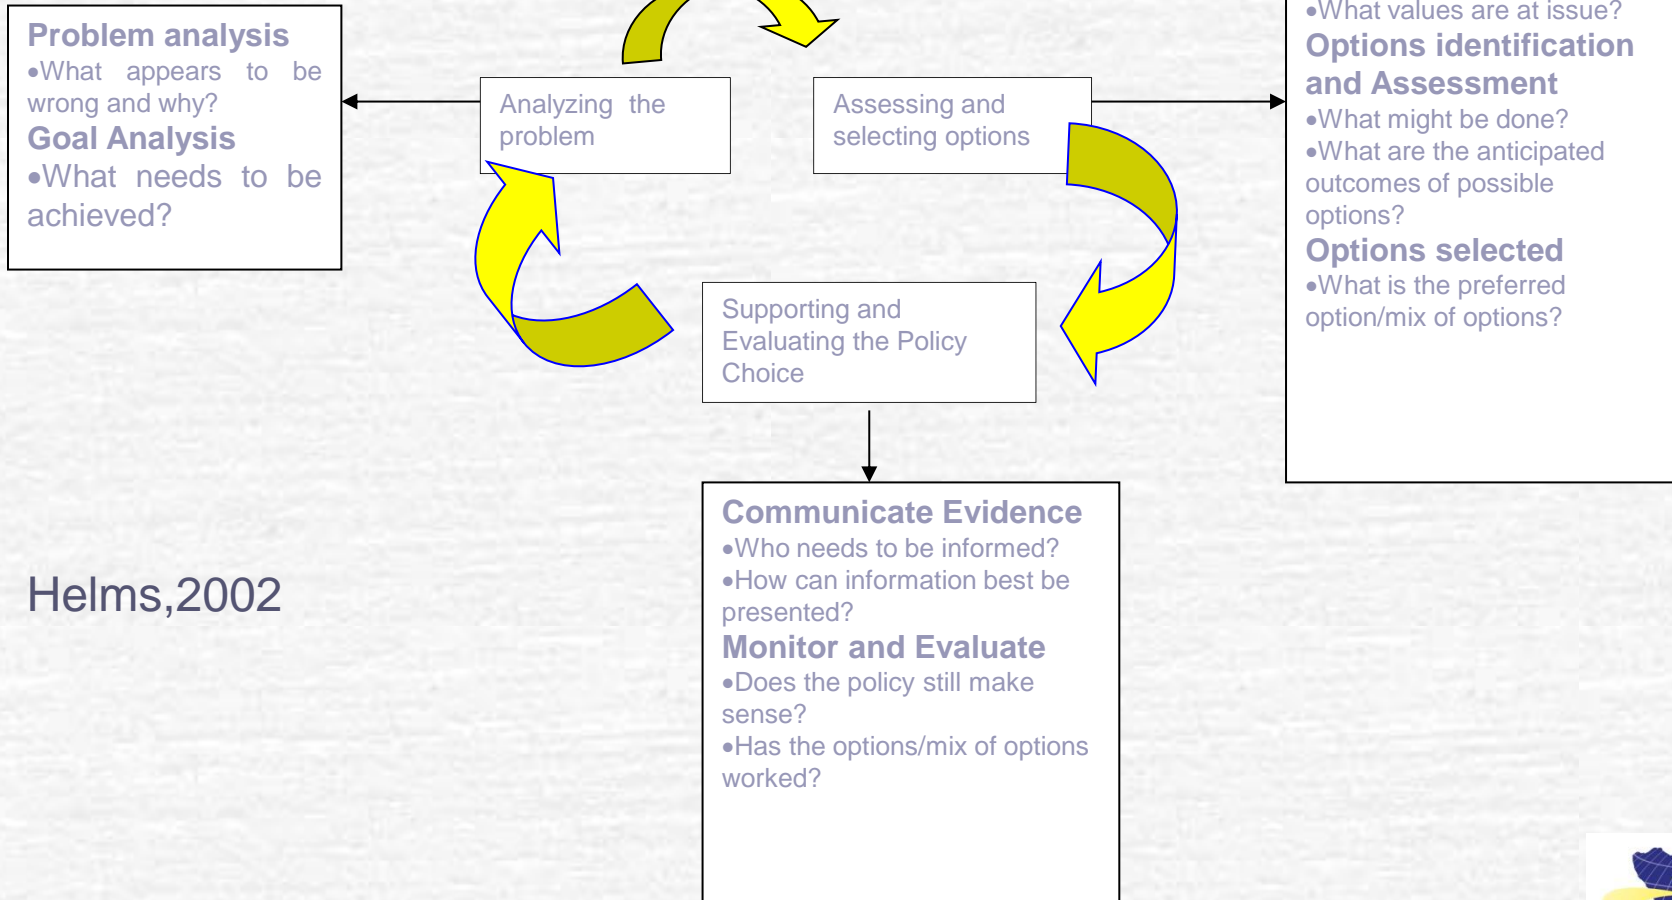 Problem analysis
•What appears to be
wrong and why?
Goal Analysis
•What needs to be
achieved?
Analyzing the
problem
Assessing and
selecting options
•What values are at issue?
Options identification
and Assessment
•What might be done?
•What are the anticipated
outcomes of possible
options?
Options selected
•What is the preferred
option/mix of options?
Supporting and
Evaluating the Policy
Choice
Communicate Evidence
•Who needs to be informed?
•How can information best be
presented?
Monitor and Evaluate
•Does the policy still make
sense?
•Has the options/mix of options
worked?
Helms,2002